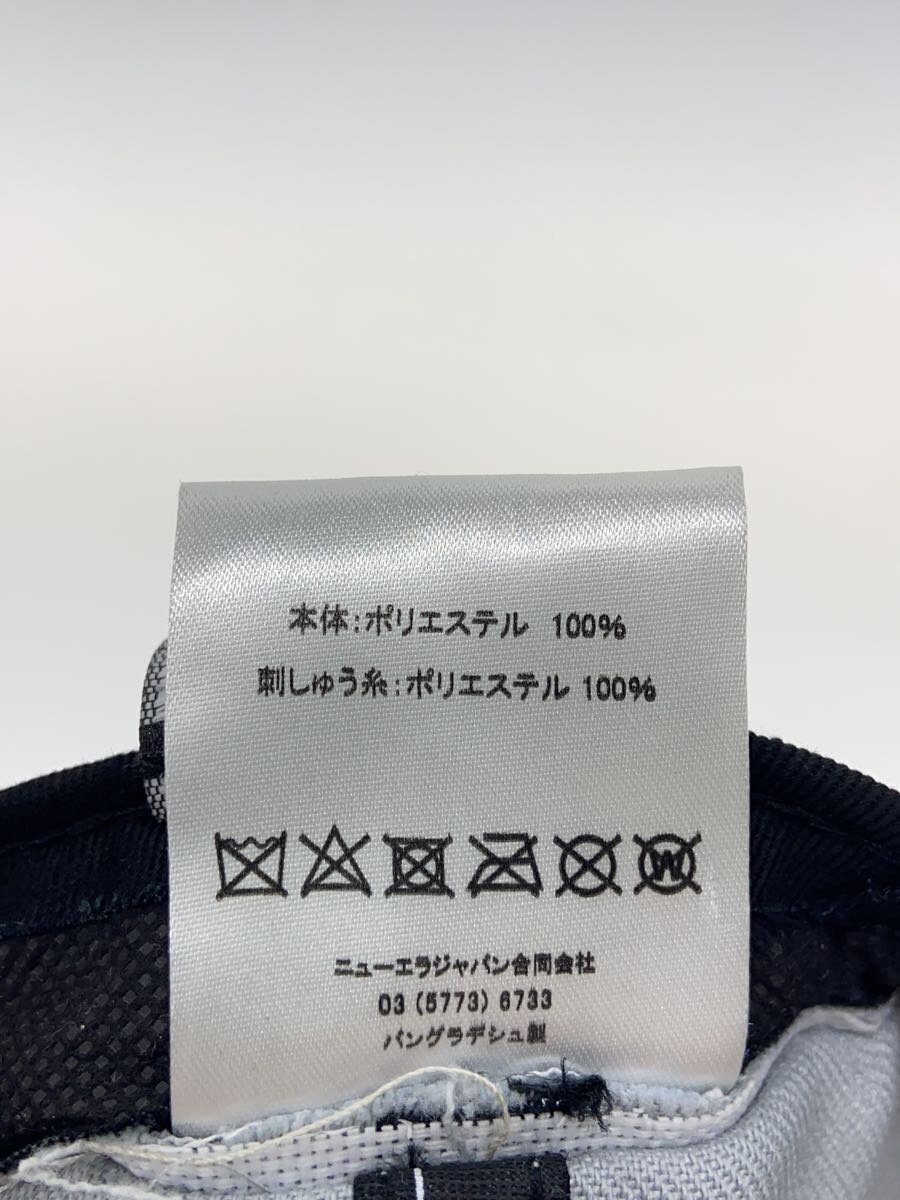 本体:ポリエステル 100%
刺しゅう糸:ポリエステル 100%
W
ニューエラジャパン合同会社
03 (5773) 6733
バングラデシュ製